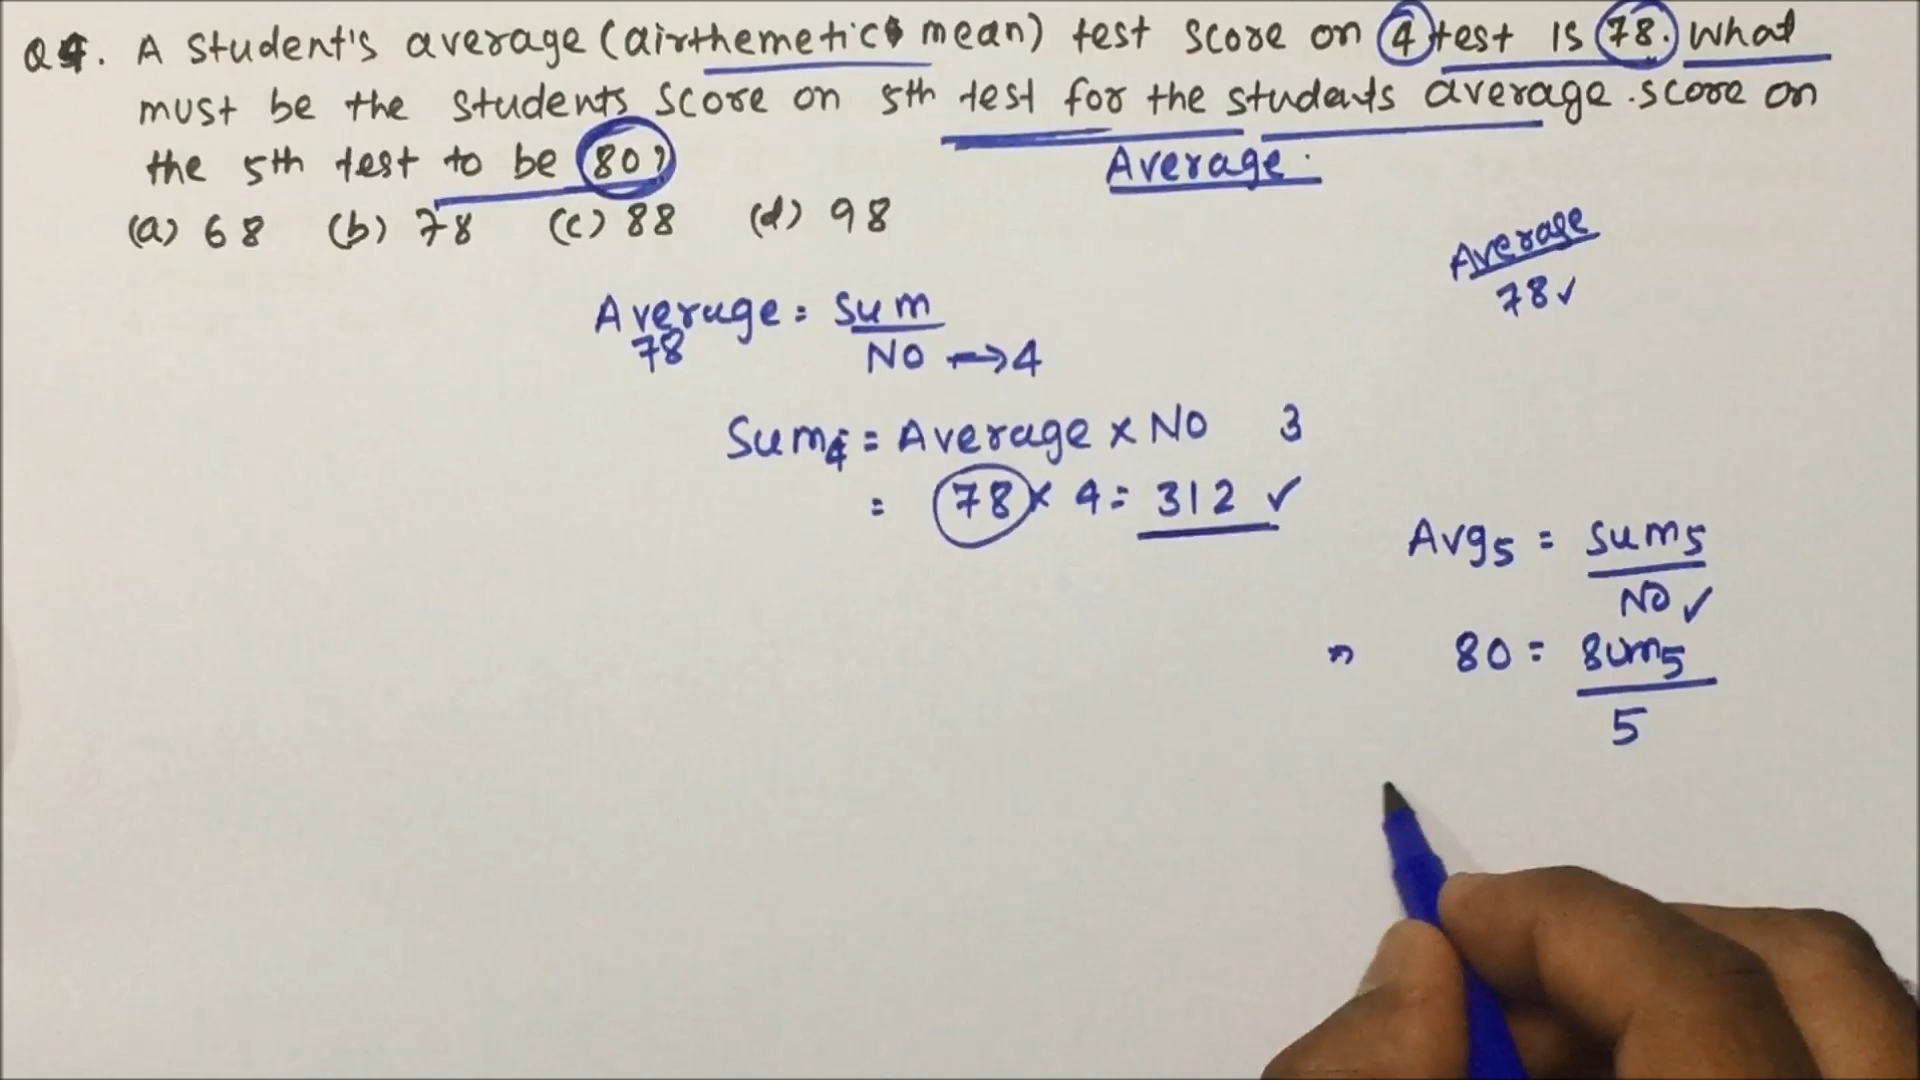 Q4. A student's average (airthemetic mean) test score on 4 test is 78. What
must be the students score on 5th test for the students average score on
the 5th test to be 80?
Average.
(a) 68 (b) 78 (c) 88 (d) 98
Average
78✓
Average = Sum
78
NO → 4
Sum4 = Average × NO 3
= 78 × 4 = 312 ✓
Avg5 = Sum5
NO ✓
80 = Sum5
5